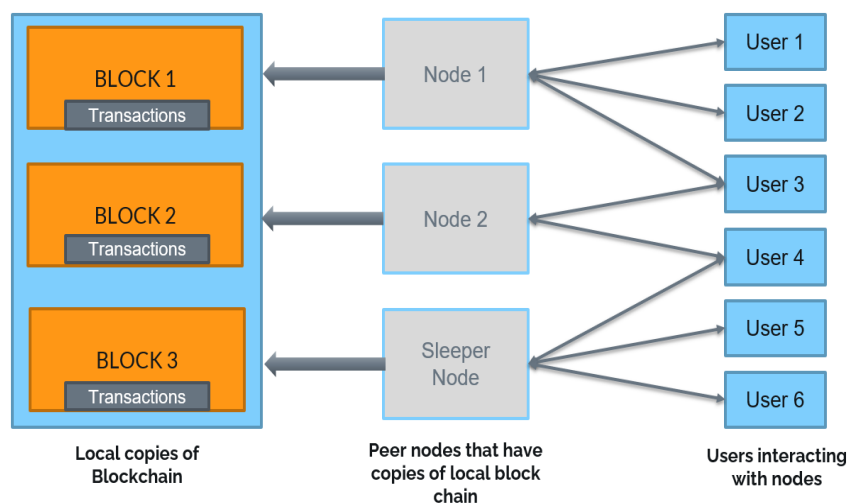 BLOCK 1
Transactions
BLOCK 2
Transactions
BLOCK 3
Transactions
Local copies of
Blockchain
Node 1
Node 2
Sleeper
Node
Peer nodes that have
copies of local block
chain
User 1
User 2
User 3
User 4
User 5
User 6
Users interacting
with nodes